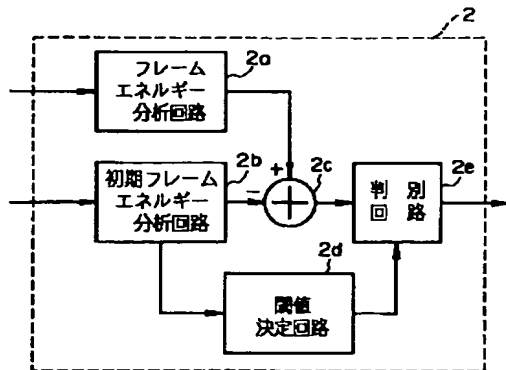 2
フレーム
エネルギー
分析回路
2a
初期フレーム
エネルギー
分析回路
2b
+
−
2c
判 別
回 路
2e
閾値
決定回路
2d